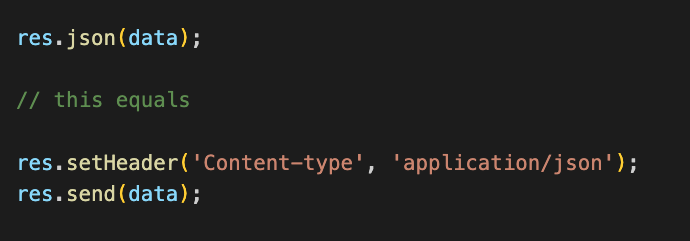 res.json(data);
// this equals
res.setHeader('Content-type', 'application/json');
res.send(data);